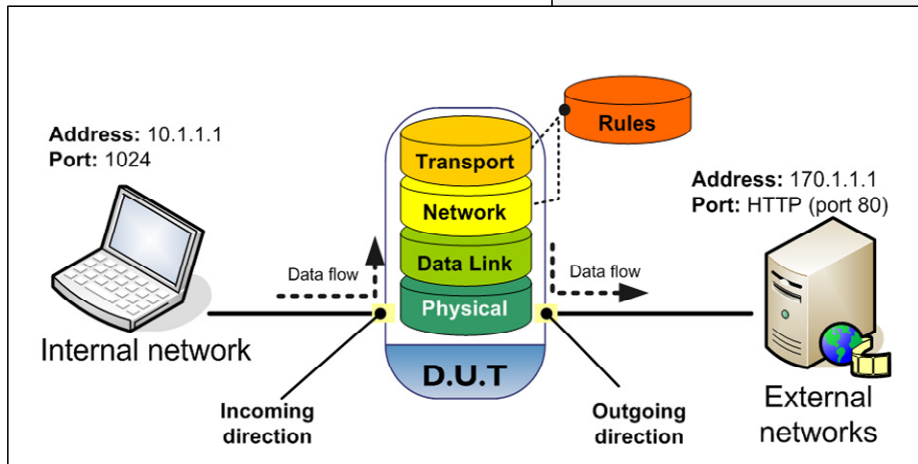 Address: 10.1.1.1
Port: 1024
Internal network
Data flow
Incoming
direction
Transport
Network
Data Link
Physical
D.U.T
Rules
Data flow
Outgoing
direction
Address: 170.1.1.1
Port: HTTP (port 80)
External
networks